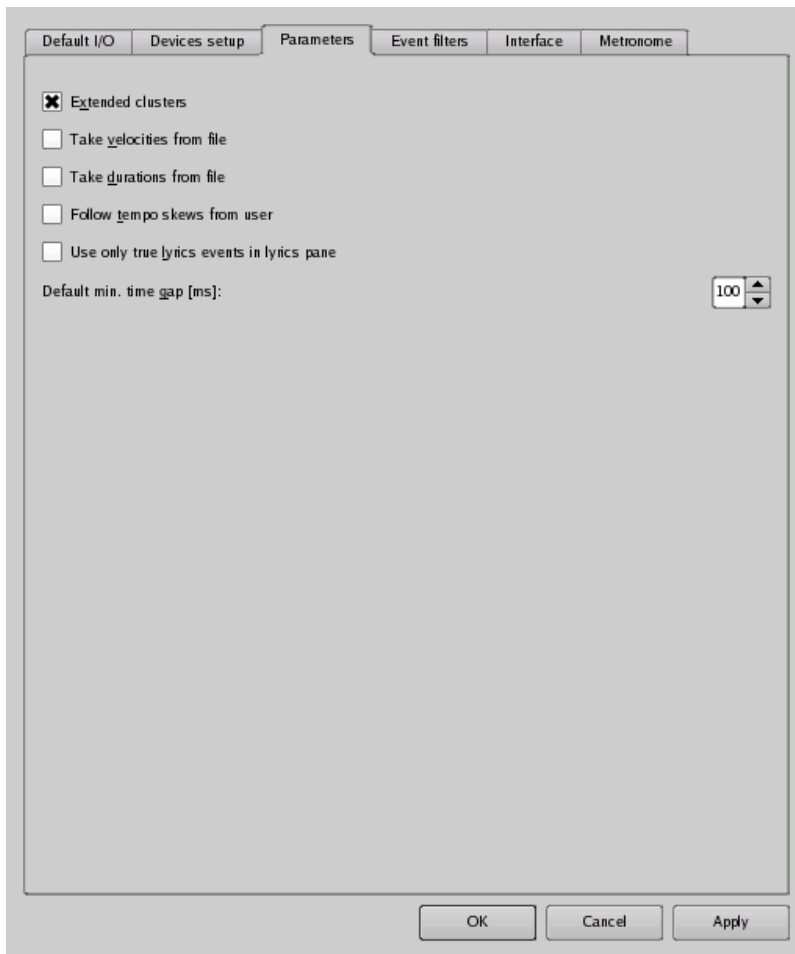 Default I/O Devices setup Parameters Event filters Interface Metronome
Extended clusters
Take velocities from file
Take durations from file
Follow tempo skews from user
Use only true lyrics events in lyrics pane
Default min. time gap [ms]: 100
OK Cancel Apply